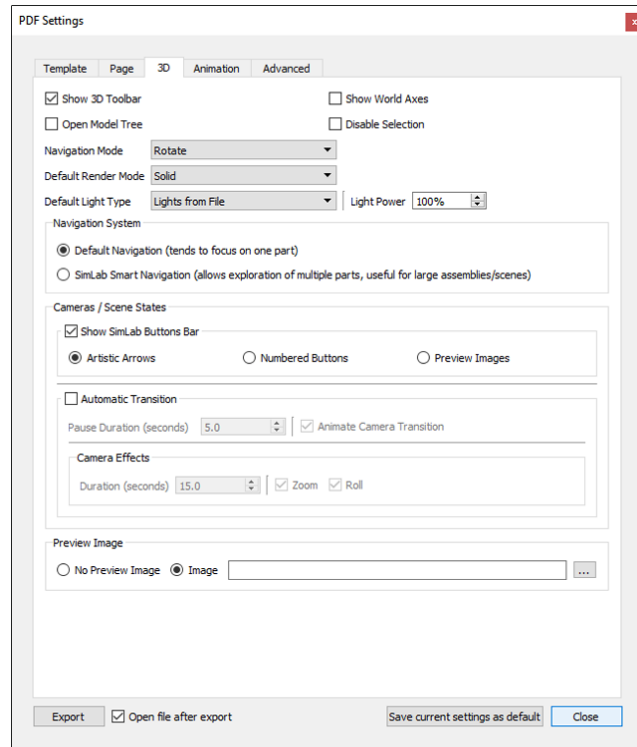 PDF Settings
x
Template Page 3D Animation Advanced
Show 3D Toolbar Show World Axes
Open Model Tree Disable Selection
Navigation Mode Rotate
Default Render Mode Solid
Default Light Type Lights from File Light Power 100%
Navigation System
Default Navigation (tends to focus on one part)
SimLab Smart Navigation (allows exploration of multiple parts, useful for large assemblies/scenes)
Cameras / Scene States
Show SimLab Buttons Bar
Artistic Arrows Numbered Buttons Preview Images
Automatic Transition
Pause Duration (seconds) 5.0 Animate Camera Transition
Camera Effects
Duration (seconds) 15.0 Zoom Roll
Preview Image
No Preview Image Image ...
Export Open file after export Save current settings as default Close